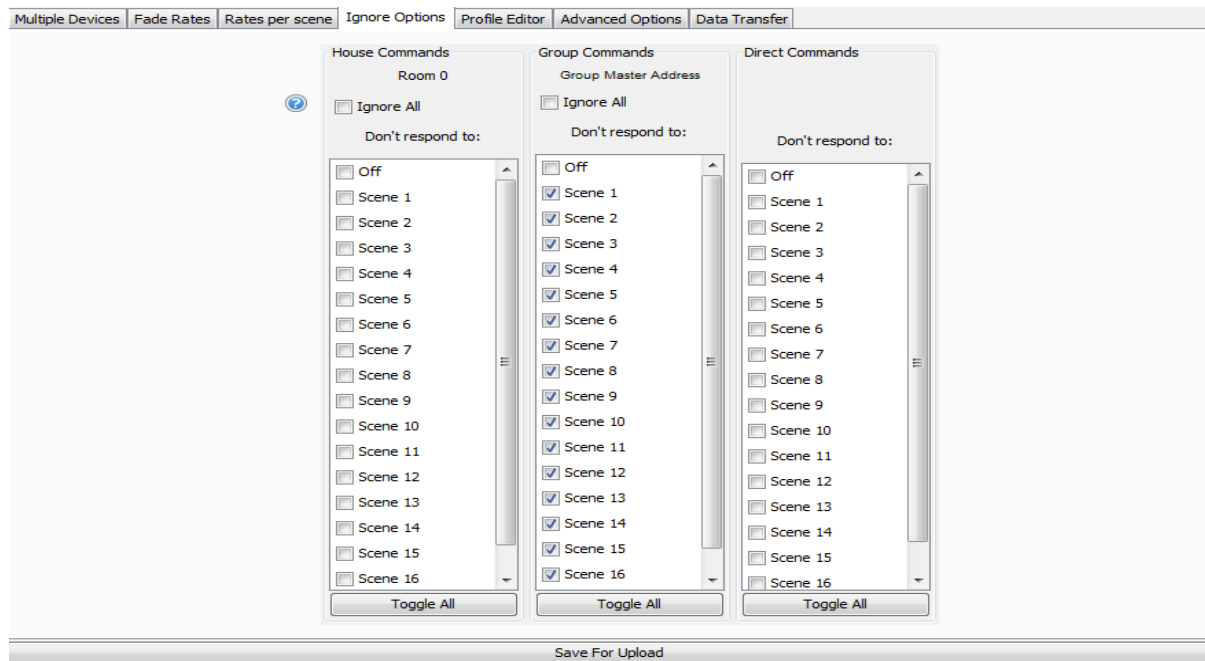 Multiple Devices Fade Rates Rates per scene Ignore Options Profile Editor Advanced Options Data Transfer
House Commands
Room 0
Ignore All
Don't respond to:
Off
Scene 1
Scene 2
Scene 3
Scene 4
Scene 5
Scene 6
Scene 7
Scene 8
Scene 9
Scene 10
Scene 11
Scene 12
Scene 13
Scene 14
Scene 15
Scene 16
Toggle All
Group Commands
Group Master Address
Ignore All
Don't respond to:
Off
Scene 1
Scene 2
Scene 3
Scene 4
Scene 5
Scene 6
Scene 7
Scene 8
Scene 9
Scene 10
Scene 11
Scene 12
Scene 13
Scene 14
Scene 15
Scene 16
Toggle All
Direct Commands
Don't respond to:
Off
Scene 1
Scene 2
Scene 3
Scene 4
Scene 5
Scene 6
Scene 7
Scene 8
Scene 9
Scene 10
Scene 11
Scene 12
Scene 13
Scene 14
Scene 15
Scene 16
Toggle All
Save For Upload